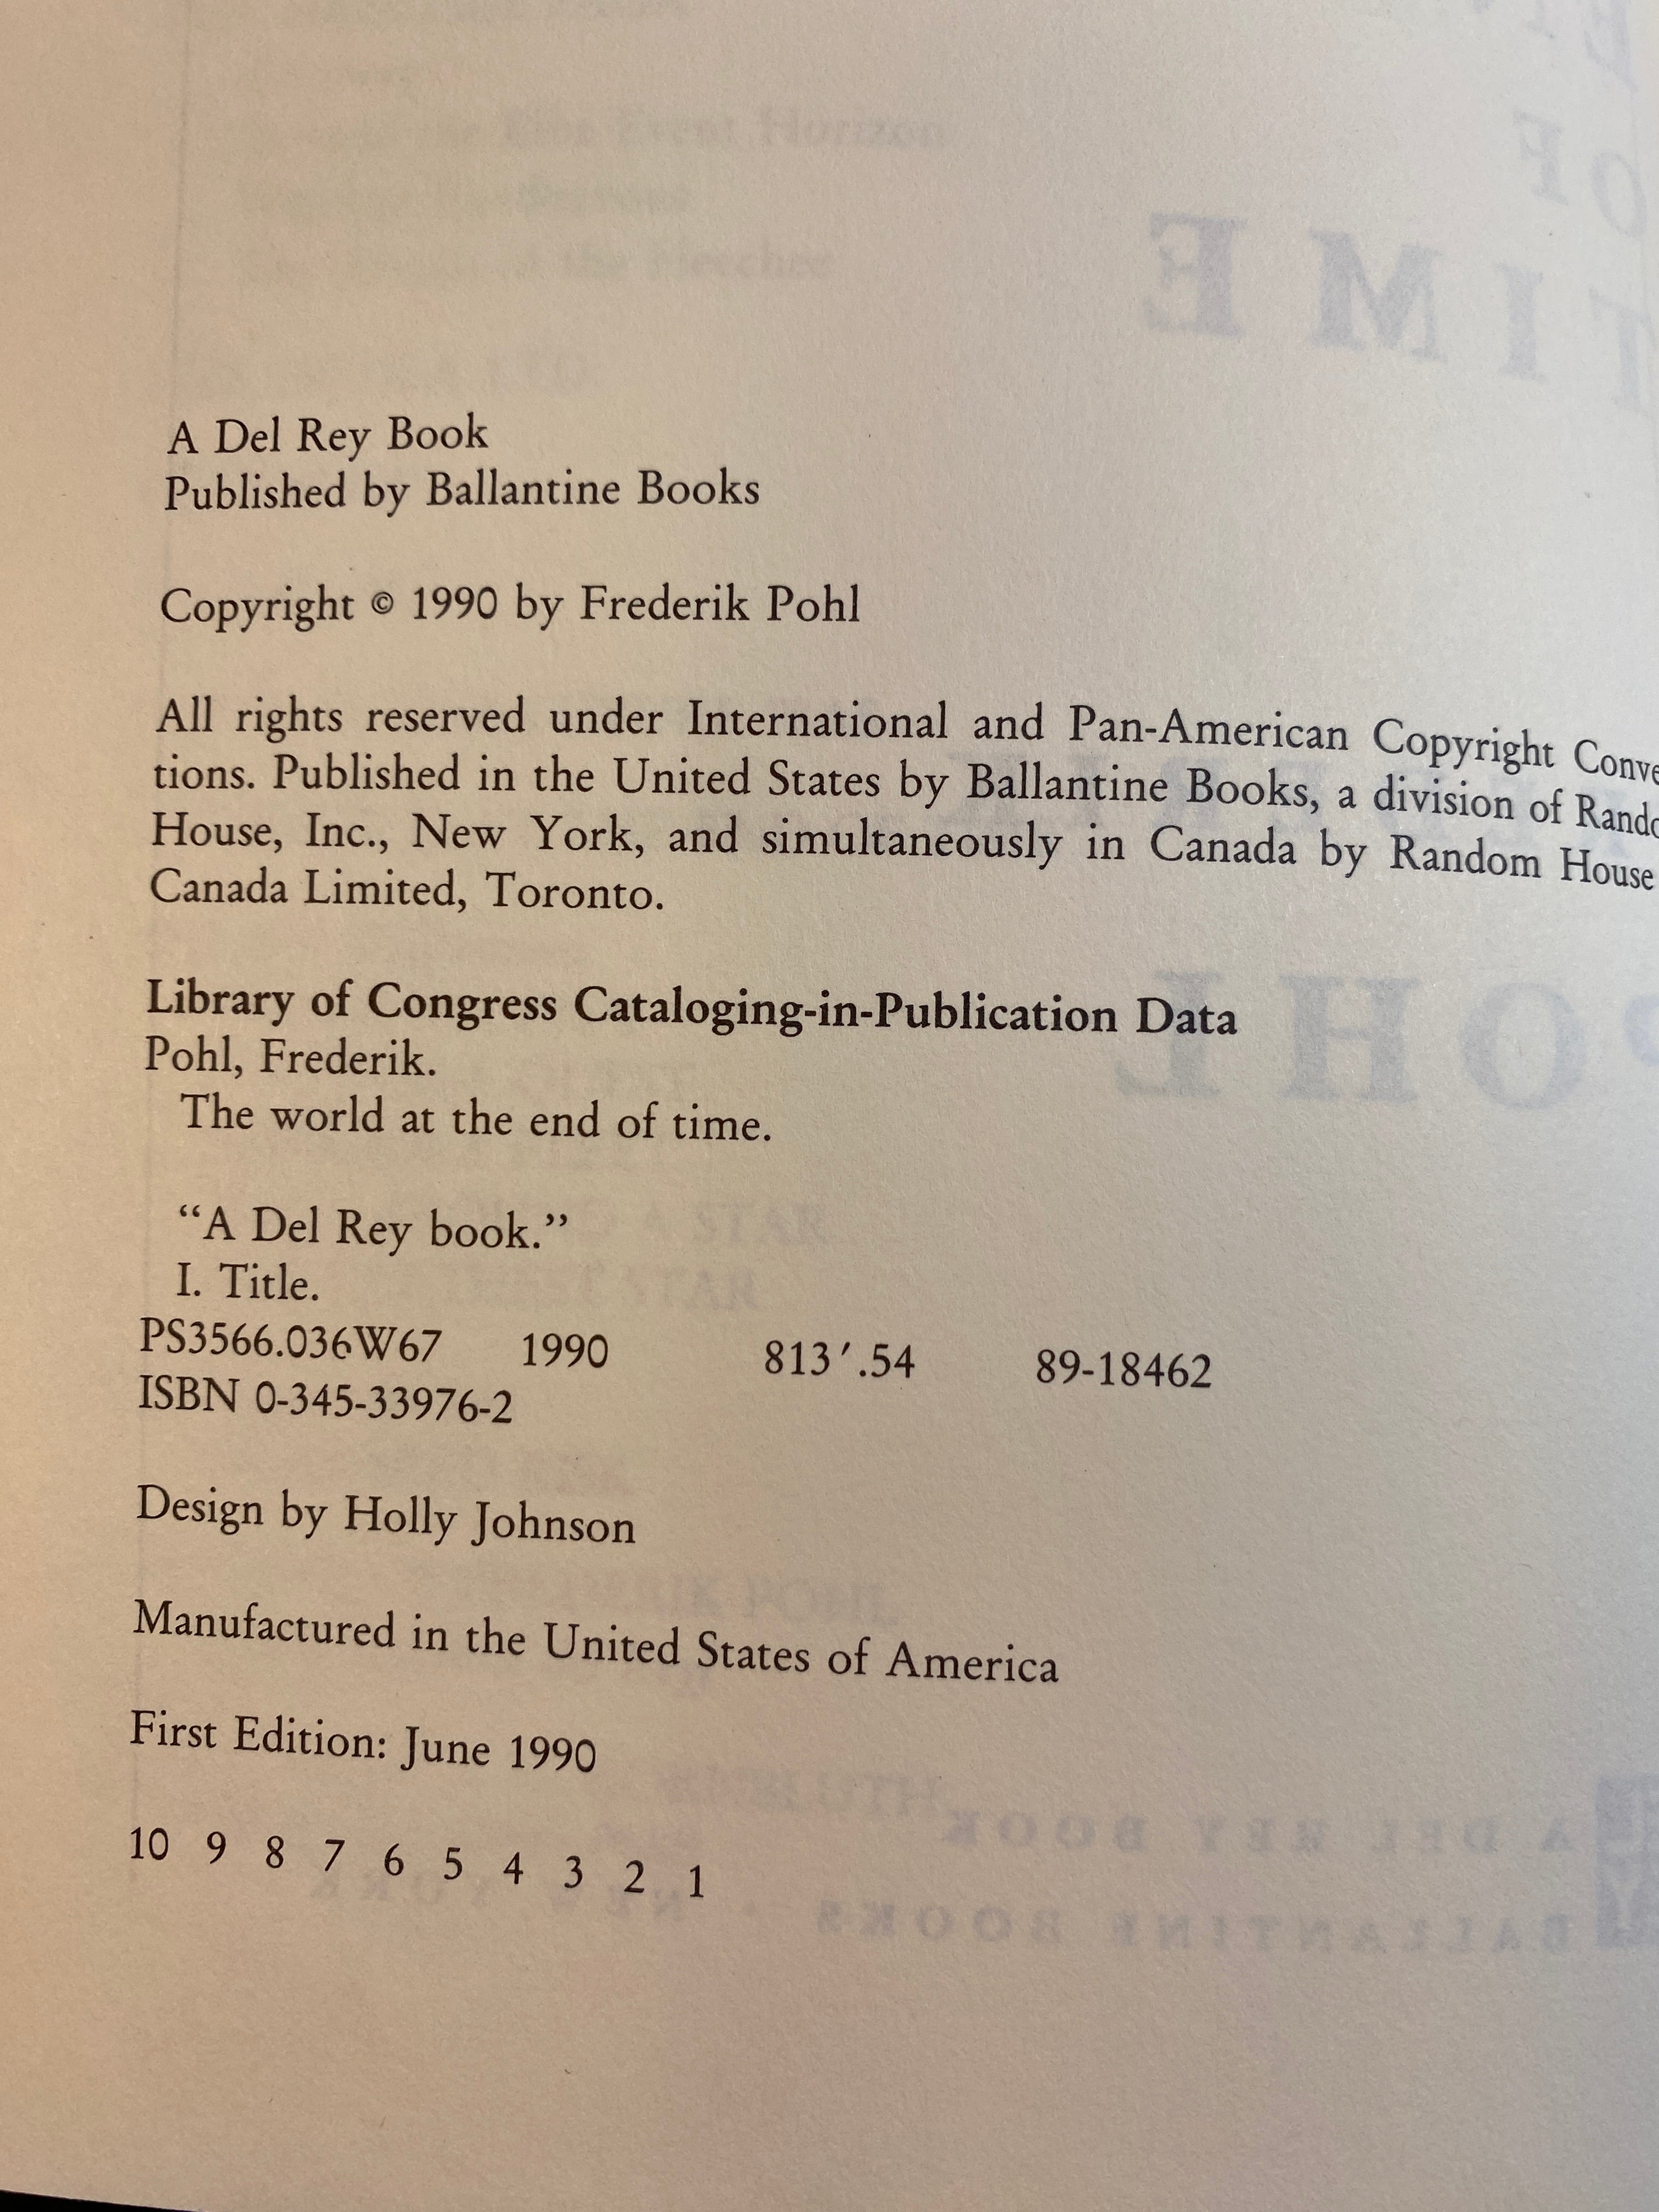 A Del Rey Book
Published by Ballantine Books
Copyright © 1990 by Frederik Pohl
All rights reserved under International and Pan-American Copyright Conve
tions. Published in the United States by Ballantine Books, a division of Rando
House, Inc., New York, and simultaneously in Canada by Random House
Canada Limited, Toronto.
Library of Congress Cataloging-in-Publication Data
Pohl, Frederik.
The world at the end of time.
“A Del Rey book.”
I. Title.
PS3566.036W67 1990 813′.54 89-18462
ISBN 0-345-33976-2
Design by Holly Johnson
Manufactured in the United States of America
First Edition: June 1990
10 9 8 7 6 5 4 3 2 1